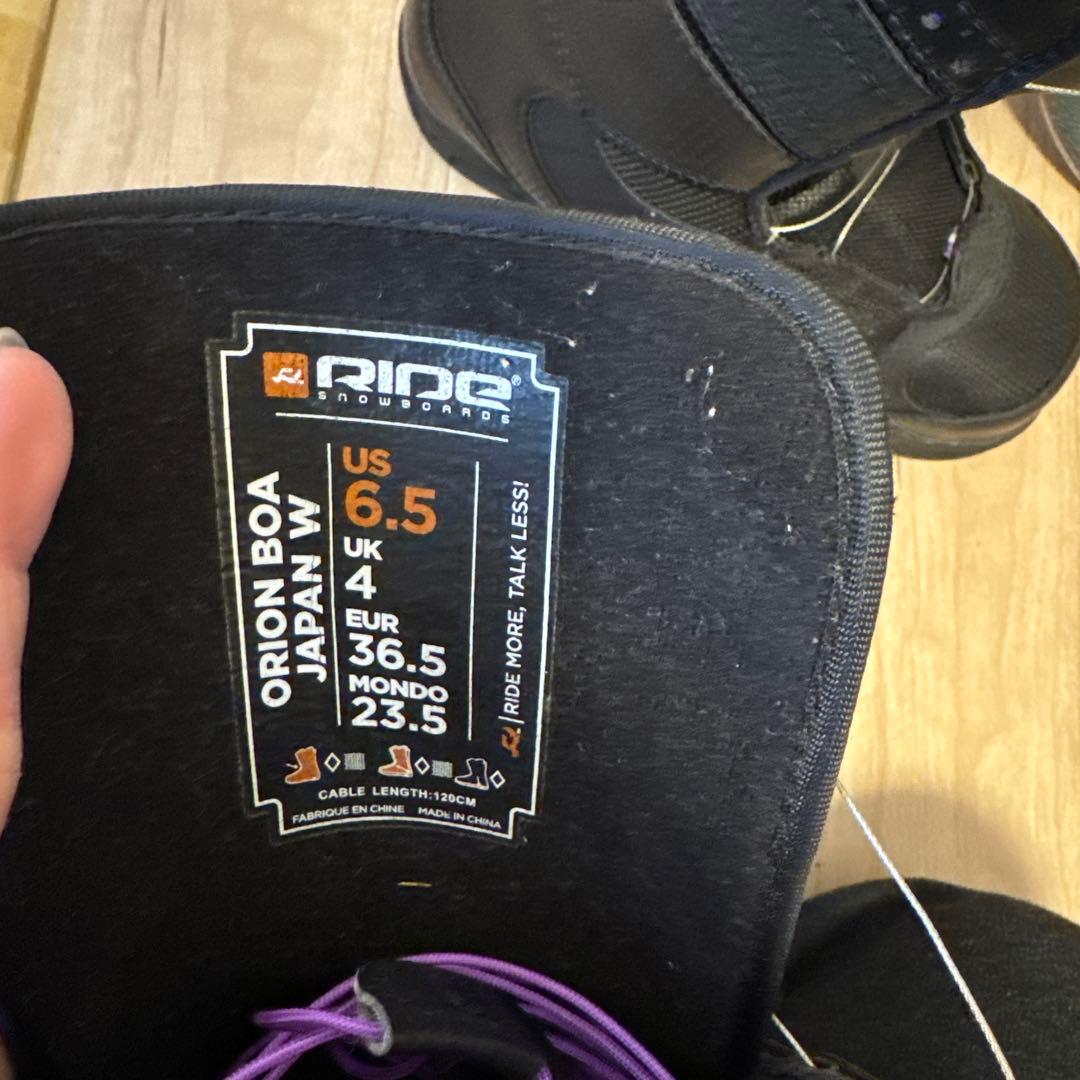 RIDE®
SNOWBOARDS
ORION BOA
JAPAN W
US
6.5
UK
4
EUR
36.5
MONDO
23.5
RIDE MORE, TALK LESS!
CABLE LENGTH:120CM
FABRIQUE EN CHINE MADE IN CHINA